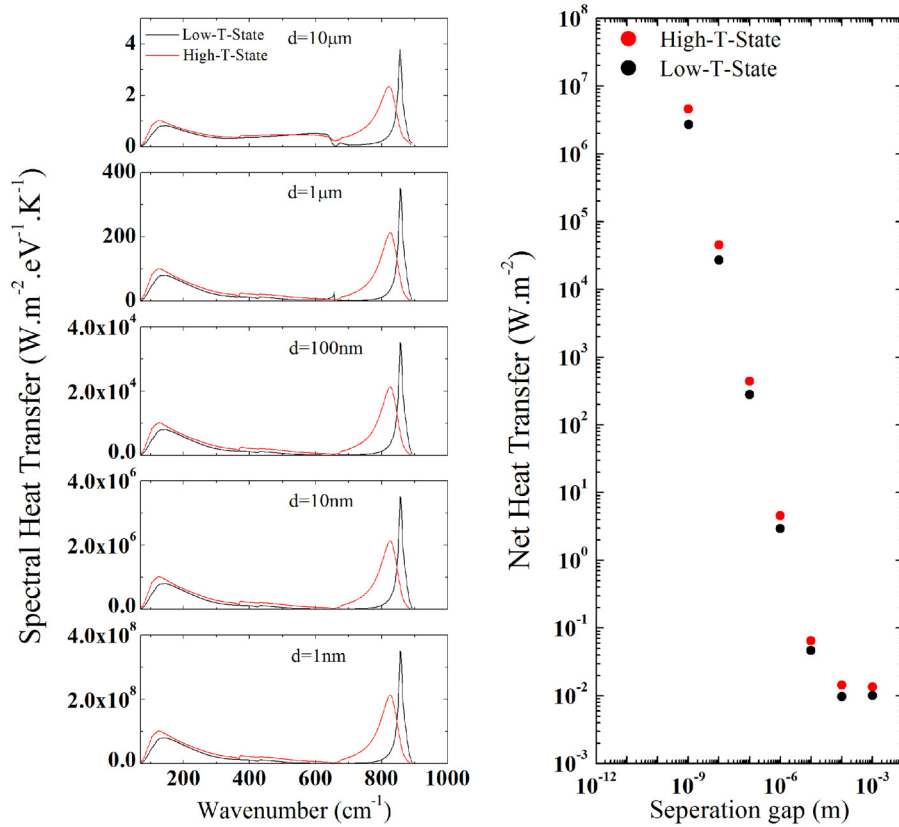 Low-T-State
High-T-State
d=10μm
4
2
0
d=1μm
400
200
0
d=100nm
4.0x10⁴
2.0x10⁴
0.0
d=10nm
4.0x10⁶
2.0x10⁶
0.0
d=1nm
4.0x10⁸
2.0x10⁸
0.0
200 400 600 800 1000
Wavenumber (cm⁻¹)
Spectral Heat Transfer (W.m⁻².eV⁻¹.K⁻¹)
High-T-State
Low-T-State
10⁸
10⁷
10⁶
10⁵
10⁴
10³
10²
10¹
10⁰
10⁻¹
10⁻²
10⁻³
10⁻¹² 10⁻⁹ 10⁻⁶ 10⁻³
Seperation gap (m)
Net Heat Transfer (W.m⁻²)